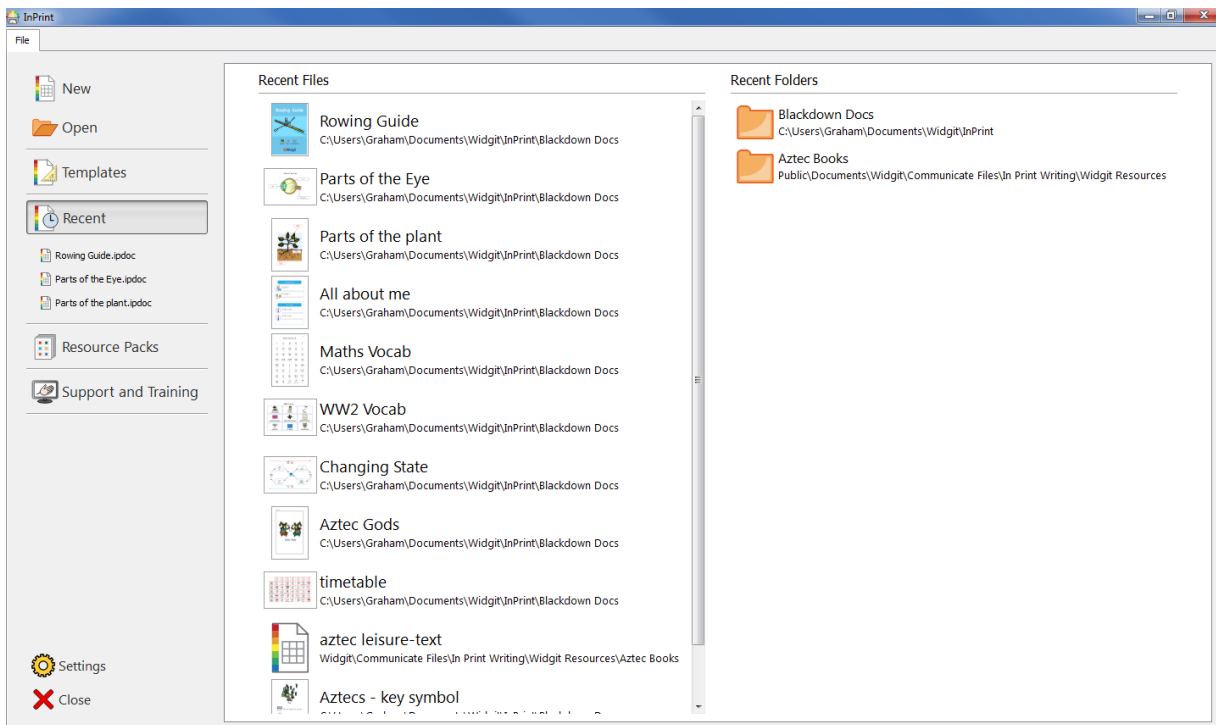 InPrint
File
New
Open
Templates
Recent
Rowing Guide.ipdoc
Parts of the Eye.ipdoc
Parts of the plant.ipdoc
Resource Packs
Support and Training
Settings
Close
Recent Files
Rowing Guide
C:\Users\Graham\Documents\Widgit\InPrint\Blackdown Docs
Parts of the Eye
C:\Users\Graham\Documents\Widgit\InPrint\Blackdown Docs
Parts of the plant
C:\Users\Graham\Documents\Widgit\InPrint\Blackdown Docs
All about me
C:\Users\Graham\Documents\Widgit\InPrint\Blackdown Docs
Maths Vocab
C:\Users\Graham\Documents\Widgit\InPrint\Blackdown Docs
WW2 Vocab
C:\Users\Graham\Documents\Widgit\InPrint\Blackdown Docs
Changing State
C:\Users\Graham\Documents\Widgit\InPrint\Blackdown Docs
Aztec Gods
C:\Users\Graham\Documents\Widgit\InPrint\Blackdown Docs
timetable
C:\Users\Graham\Documents\Widgit\InPrint\Blackdown Docs
aztec leisure-text
Widgit\Communicate Files\In Print Writing\Widgit Resources\Aztec Books
Aztecs - key symbol
Recent Folders
Blackdown Docs
C:\Users\Graham\Documents\Widgit\InPrint
Aztec Books
Public\Documents\Widgit\Communicate Files\In Print Writing\Widgit Resources